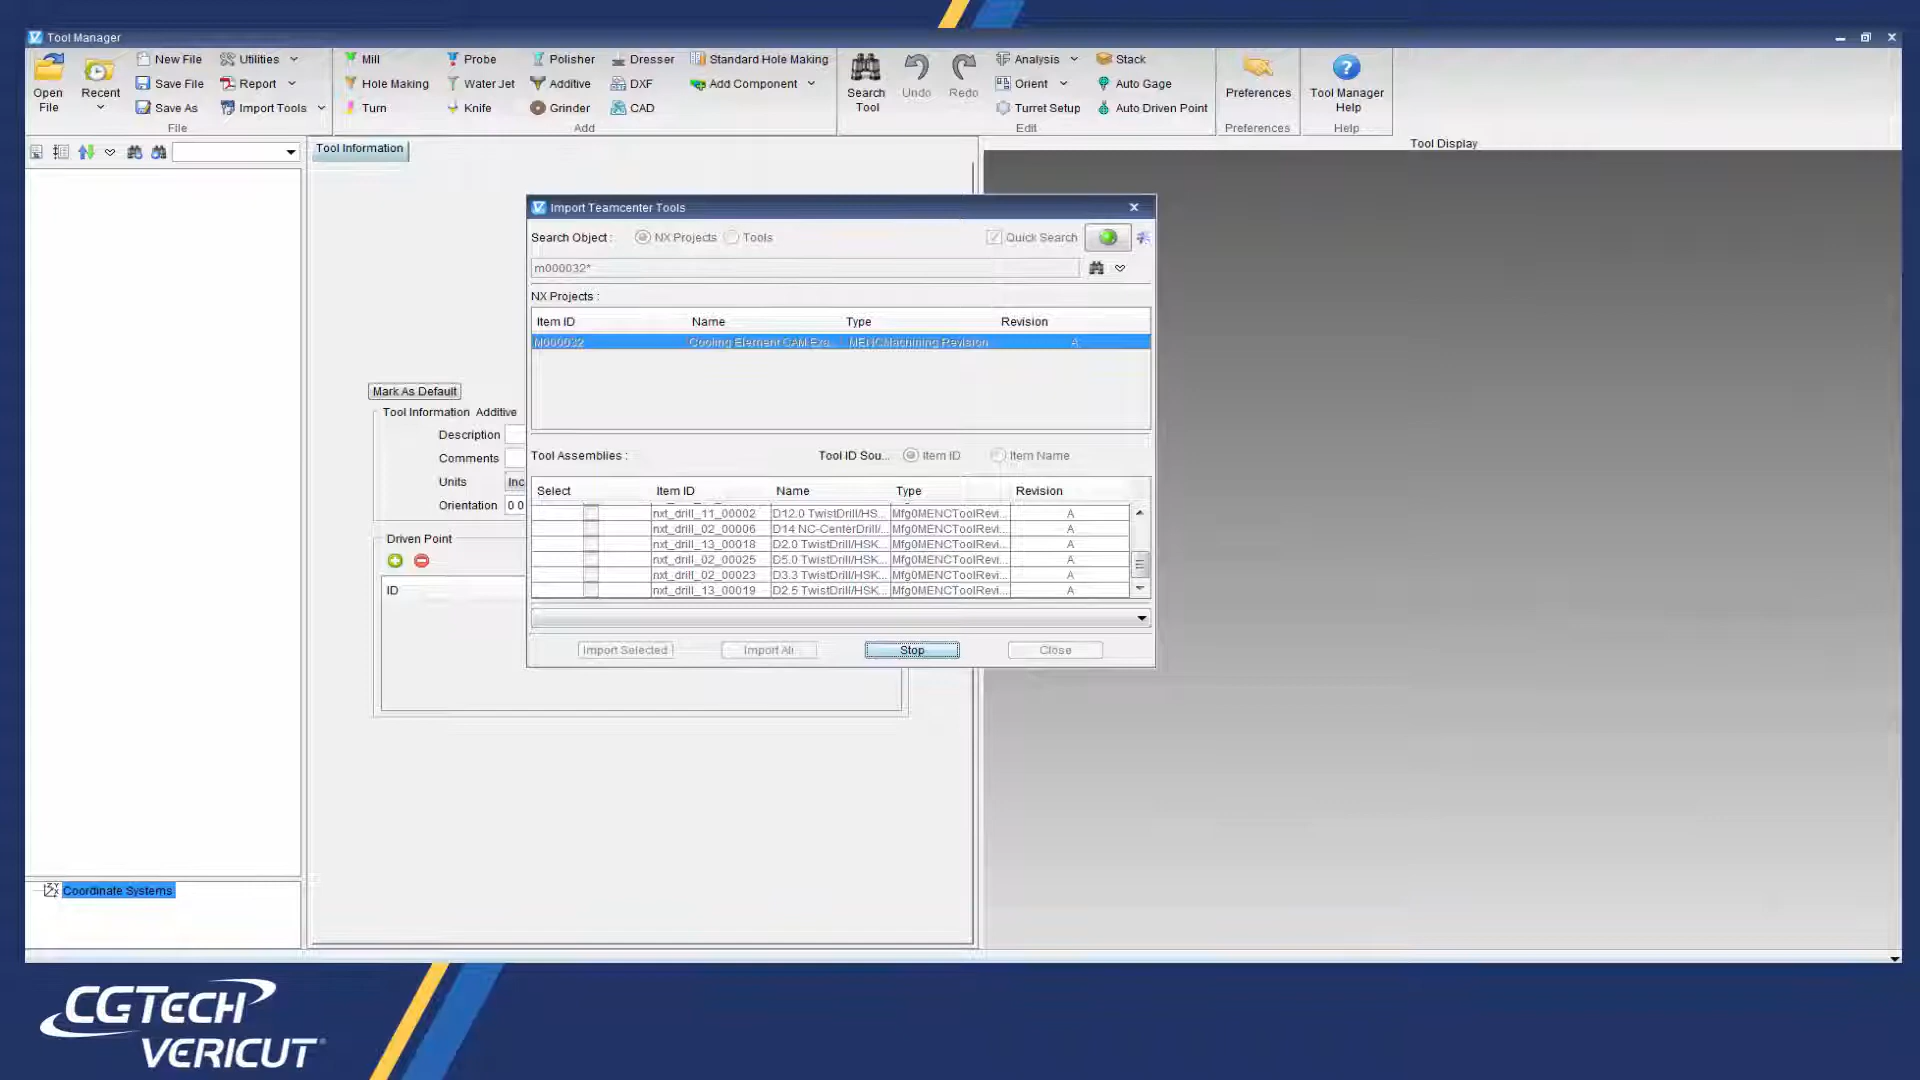 Tool Manager
Open File
Recent
New File
Save File
Save As
Utilities
Report
Import Tools
File
Mill
Hole Making
Turn
Probe
Water Jet
Knife
Polisher
Additive
Grinder
Dresser
DXF
CAD
Standard Hole Making
Add Component
Add
Search Tool
Undo
Redo
Analysis
Orient
Turret Setup
Stack
Auto Gage
Auto Driven Point
Edit
Preferences
Preferences
Tool Manager Help
Help
Tool Information
Tool Display
Import Teamcenter Tools
Search Object :
NX Projects
Tools
Quick Search
m000032*
NX Projects :
Item ID Name Type Revision
M000032 Cooling Element CAM Exa... MENCMachining Revision A
Tool Assemblies :
Tool ID Sou...
Item ID
Item Name
Select Item ID Name Type Revision
nxt_drill_11_00002 D12.0 TwistDrill/HS... Mfg0MENCToolRevi... A
nxt_drill_02_00006 D14 NC-CenterDrill/... Mfg0MENCToolRevi... A
nxt_drill_13_00018 D2.0 TwistDrill/HSK... Mfg0MENCToolRevi... A
nxt_drill_02_00025 D5.0 TwistDrill/HSK... Mfg0MENCToolRevi... A
nxt_drill_02_00023 D3.3 TwistDrill/HSK... Mfg0MENCToolRevi... A
nxt_drill_13_00019 D2.5 TwistDrill/HSK... Mfg0MENCToolRevi... A
Import Selected
Import All
Stop
Close
Mark As Default
Tool Information Additive
Description
Comments
Units Inc
Orientation 0 0
Driven Point
ID
Coordinate Systems
CGTECH
VERICUT